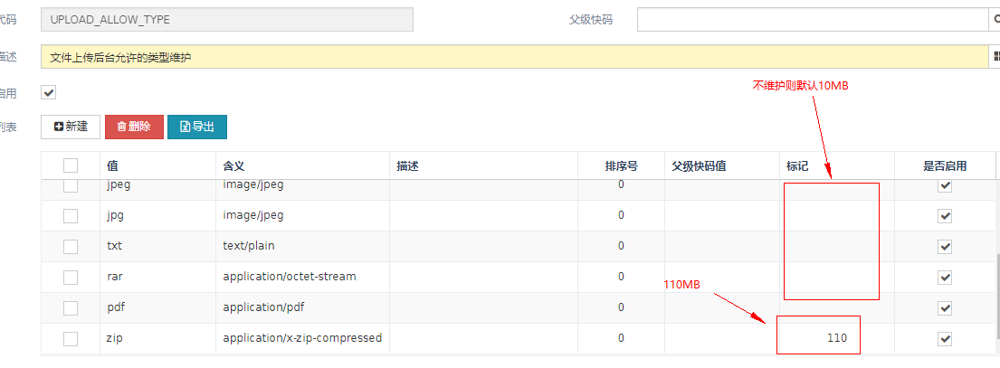 代码 UPLOAD_ALLOW_TYPE 父级快码
描述 文件上传后台允许的类型维护
启用
不维护则默认10MB
列表 新建 删除 导出
值 含义 描述 排序号 父级快码值 标记 是否启用
jpeg image/jpeg 0
jpg image/jpeg 0
txt text/plain 0
rar application/octet-stream 0
110MB
pdf application/pdf 0
zip application/x-zip-compressed 0 110